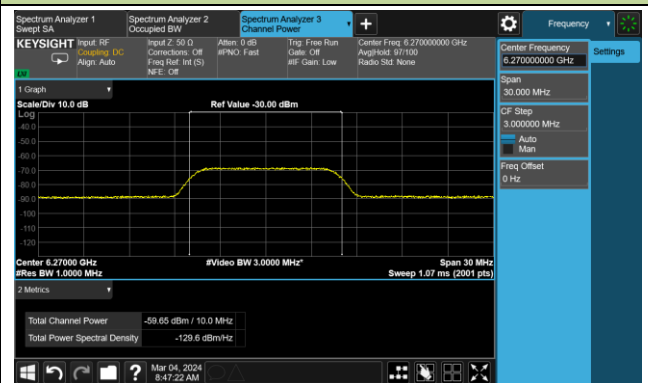 Spectrum Analyzer 1
Swept SA
Spectrum Analyzer 2
Occupied BW
Spectrum Analyzer 3
Channel Power
Frequency
KEYSIGHT
Input: RF
Coupling: DC
Align: Auto
Input Z: 50 Ω
Corrections: Off
Freq Ref: Int (S)
NFE: Off
Atten: 0 dB
#PNO: Fast
Trig: Free Run
Gate: Off
#IF Gain: Low
Center Freq: 6.270000000 GHz
Avg|Hold: 97/100
Radio Std: None
Center Frequency
6.270000000 GHz
Settings
Span
30.000 MHz
CF Step
3.000000 MHz
Auto
Man
Freq Offset
0 Hz
1 Graph
Scale/Div 10.0 dB
Ref Value -30.00 dBm
Log
-40.0
-50.0
-60.0
-70.0
-80.0
-90.0
-100
-110
-120
Center 6.27000 GHz
#Video BW 3.0000 MHz*
Span 30 MHz
#Res BW 1.0000 MHz
Sweep 1.07 ms (2001 pts)
2 Metrics
Total Channel Power -59.65 dBm / 10.0 MHz
Total Power Spectral Density -129.6 dBm/Hz
?
Mar 04, 2024
8:47:22 AM